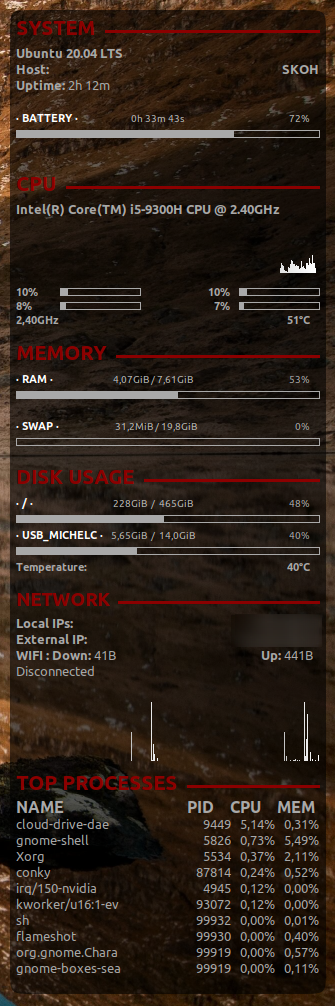 SYSTEM
Ubuntu 20.04 LTS
Host: SKOH
Uptime: 2h 12m
· BATTERY · 0h 33m 43s 72%
CPU
Intel(R) Core(TM) i5-9300H CPU @ 2.40GHz
10% 10%
8% 7%
2,40GHz 51°C
MEMORY
· RAM · 4,07GiB / 7,61GiB 53%
· SWAP · 31,2MiB / 19,8GiB 0%
DISK USAGE
· / · 228GiB / 465GiB 48%
· USB_MICHELC · 5,65GiB / 14,0GiB 40%
Temperature: 40°C
NETWORK
Local IPs:
External IP:
WIFI : Down: 41B Up: 441B
Disconnected
TOP PROCESSES
NAME PID CPU MEM
cloud-drive-dae 9449 5,14% 0,31%
gnome-shell 5826 0,73% 5,49%
Xorg 5534 0,37% 2,11%
conky 87814 0,24% 0,52%
irq/150-nvidia 4945 0,12% 0,00%
kworker/u16:1-ev 93072 0,12% 0,00%
sh 99932 0,00% 0,01%
flameshot 99930 0,00% 0,40%
org.gnome.Chara 99919 0,00% 0,57%
gnome-boxes-sea 99919 0,00% 0,11%